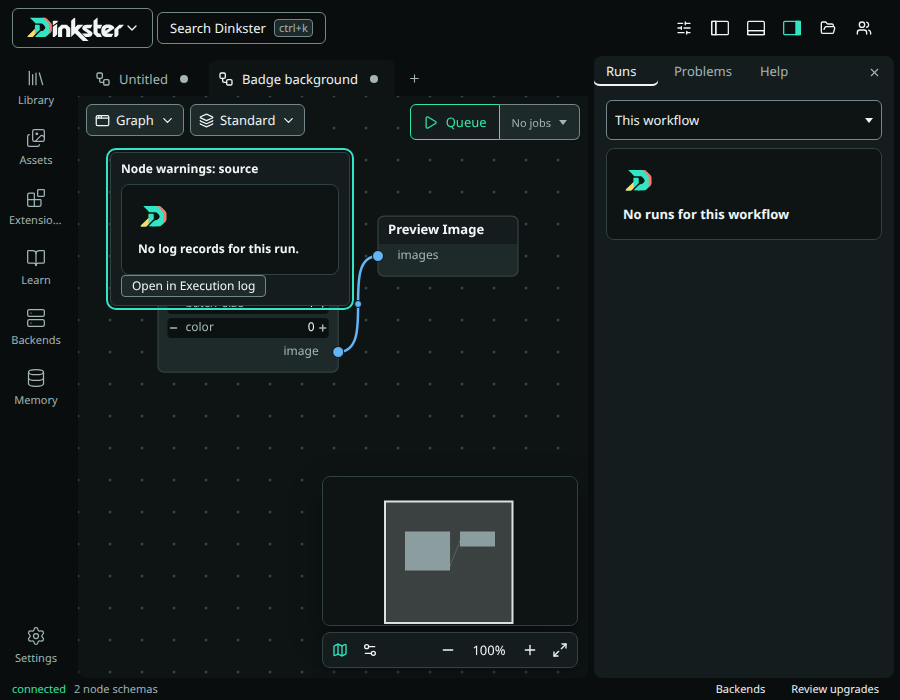 Dinkster
Search Dinkster ctrl+k
Library
Assets
Extensio...
Learn
Backends
Memory
Settings
Untitled
Badge background
Graph
Standard
Queue
No jobs
Node warnings: source
No log records for this run.
Open in Execution log
color 0
image
Preview Image
images
100%
Runs
Problems
Help
This workflow
No runs for this workflow
connected
2 node schemas
Backends
Review upgrades